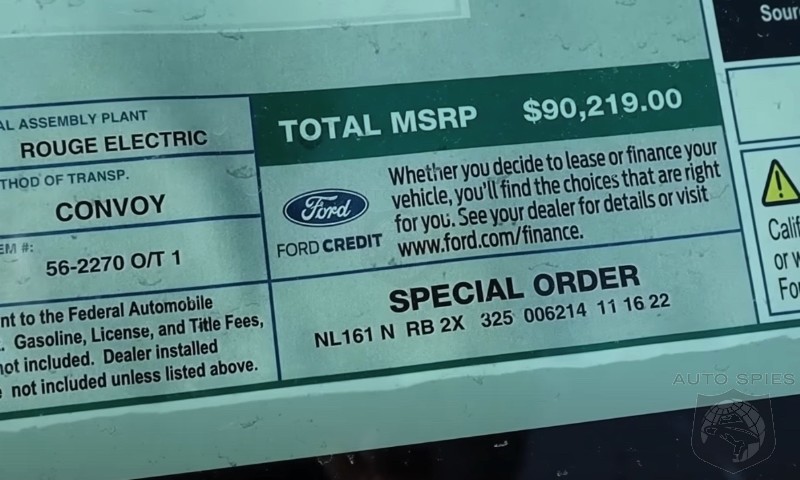 Sour
AL ASSEMBLY PLANT
ROUGE ELECTRIC
THOD OF TRANSP.
CONVOY
EM #:
56-2270 O/T 1
nt to the Federal Automobile
Gasoline, License, and Title Fees,
not included. Dealer installed
not included unless listed above.
TOTAL MSRP $90,219.00
Ford
FORD CREDIT
Whether you decide to lease or finance your
vehicle, you'll find the choices that are right
for you. See your dealer for details or visit
www.ford.com/finance.
SPECIAL ORDER
NL161 N RB 2X 325 006214 11 16 22
Calif
or w
Fo
AUTO SPIES